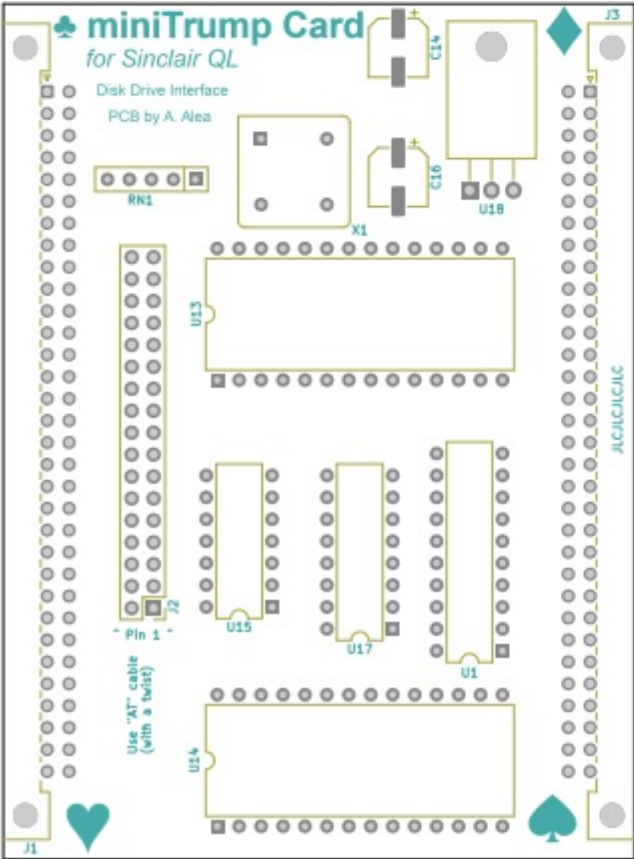 ♣ miniTrump Card
for Sinclair QL
Disk Drive Interface
PCB by A. Alea
J3
C14
C16
U18
RN1
X1
U13
JLCJLCJLCJLC
J2
- Pin 1 -
U15
U17
U1
Use "AT" cable
(with a twist)
U14
J1